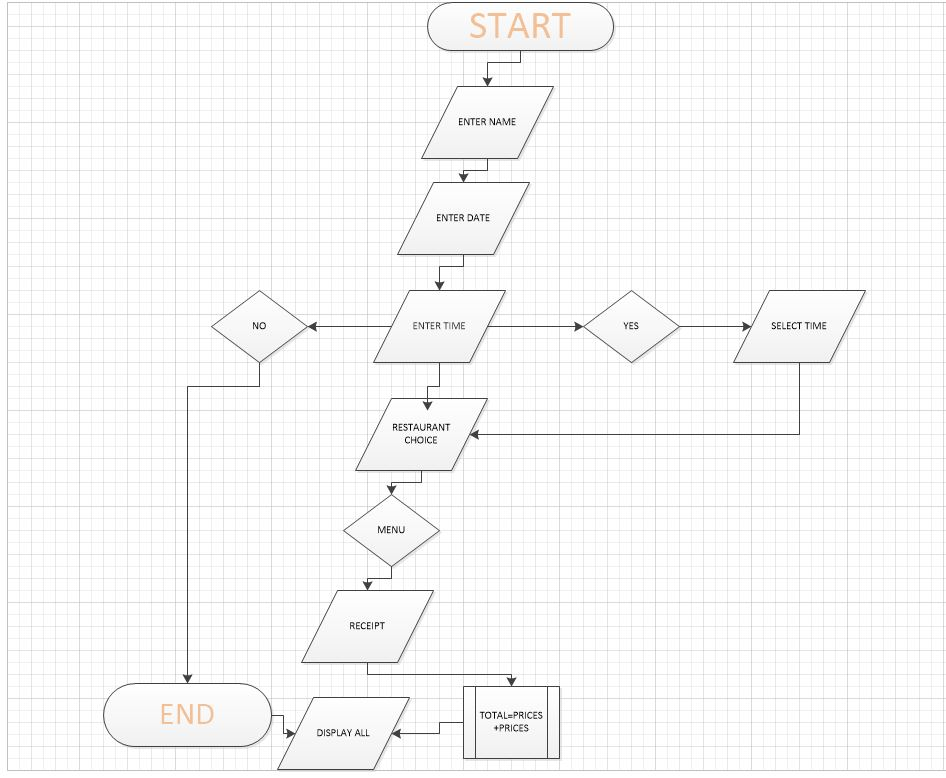 START
ENTER NAME
ENTER DATE
NO
ENTER TIME
YES
SELECT TIME
RESTAURANT
CHOICE
MENU
RECEIPT
END
DISPLAY ALL
TOTAL=PRICES
+PRICES